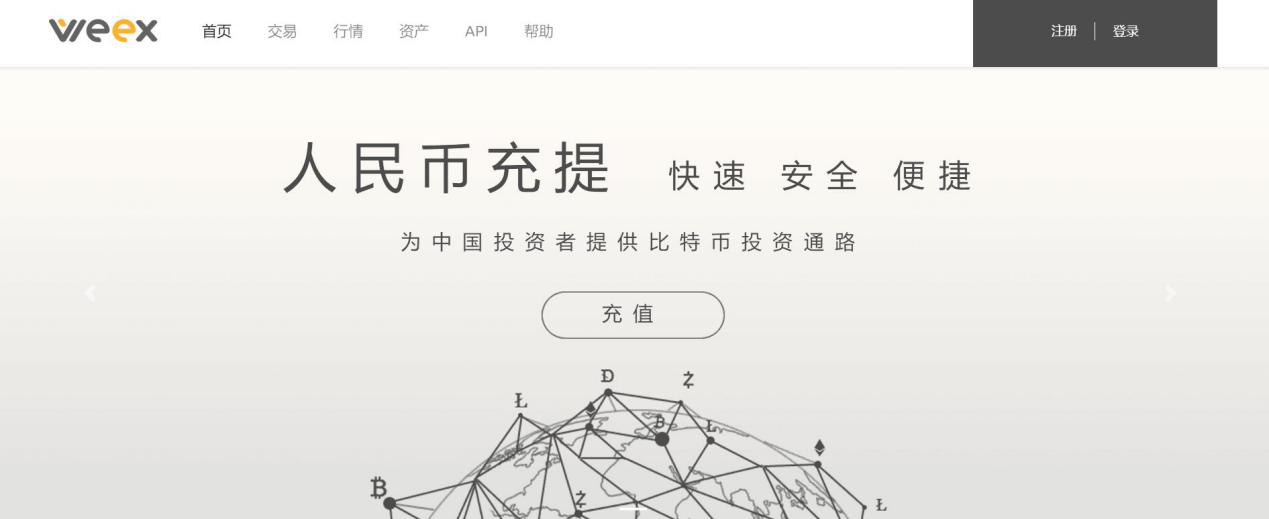 weex 首页 交易 行情 资产 API 帮助 注册 登录
人民币充提 快速 安全 便捷
为中国投资者提供比特币投资通路
充值